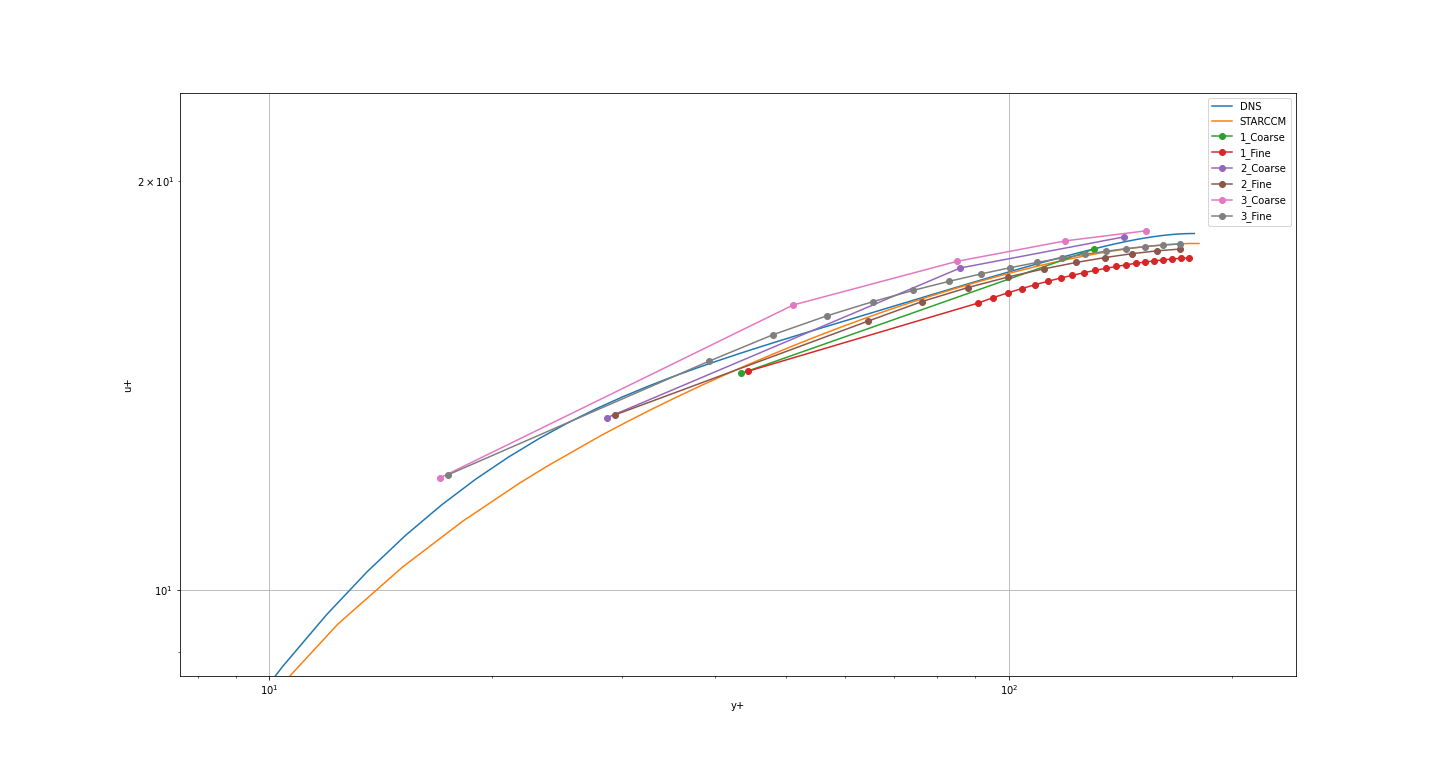 DNS
STARCCM
1_Coarse
1_Fine
2_Coarse
2_Fine
3_Coarse
3_Fine
2 × 10¹
u+
10¹
10¹
10²
y+